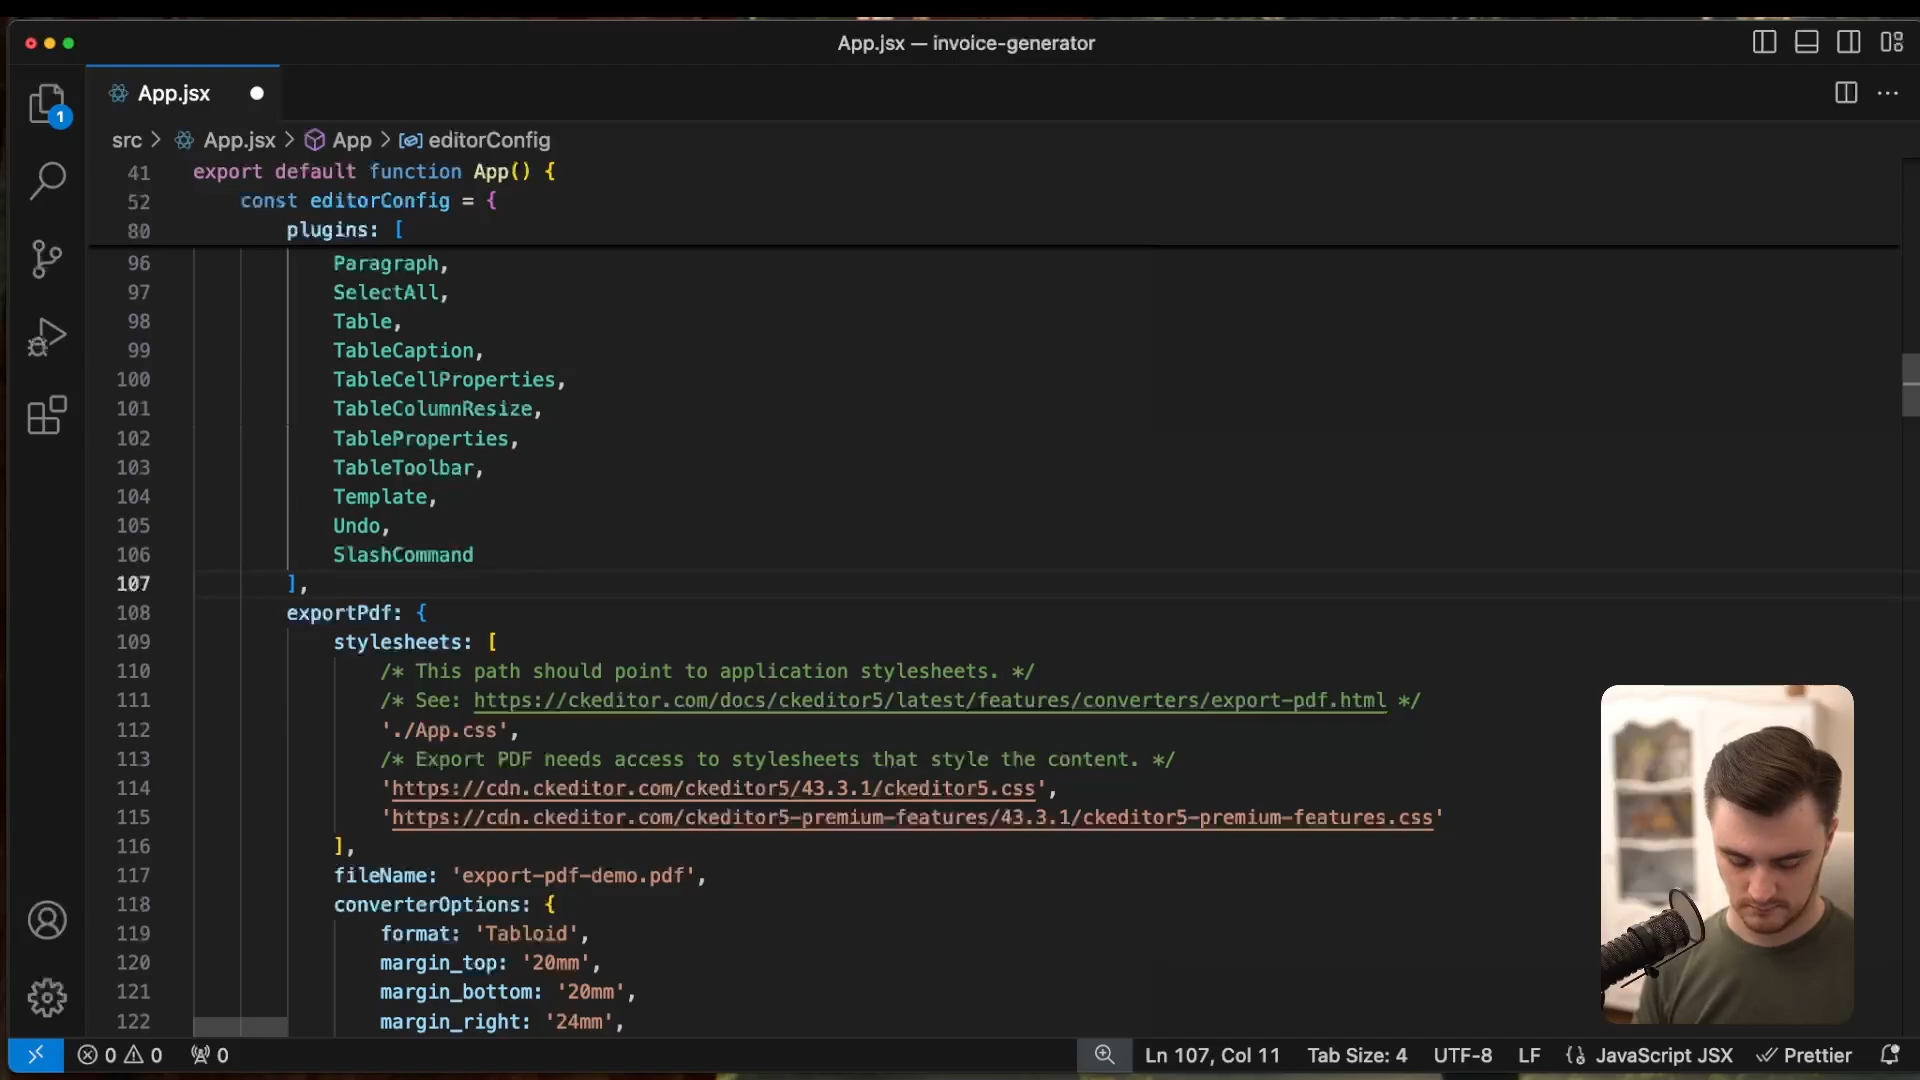 App.jsx — invoice-generator
1
App.jsx
src > App.jsx > App > editorConfig
41 export default function App() {
52 const editorConfig = {
80 plugins: [
96 Paragraph,
97 SelectAll,
98 Table,
99 TableCaption,
100 TableCellProperties,
101 TableColumnResize,
102 TableProperties,
103 TableToolbar,
104 Template,
105 Undo,
106 SlashCommand
107 ],
108 exportPdf: {
109 stylesheets: [
110 /* This path should point to application stylesheets. */
111 /* See: https://ckeditor.com/docs/ckeditor5/latest/features/converters/export-pdf.html */
112 './App.css',
113 /* Export PDF needs access to stylesheets that style the content. */
114 'https://cdn.ckeditor.com/ckeditor5/43.3.1/ckeditor5.css',
115 'https://cdn.ckeditor.com/ckeditor5-premium-features/43.3.1/ckeditor5-premium-features.css'
116 ],
117 fileName: 'export-pdf-demo.pdf',
118 converterOptions: {
119 format: 'Tabloid',
120 margin_top: '20mm',
121 margin_bottom: '20mm',
122 margin_right: '24mm',
0 0 0 Ln 107, Col 11 Tab Size: 4 UTF-8 LF {} JavaScript JSX Prettier